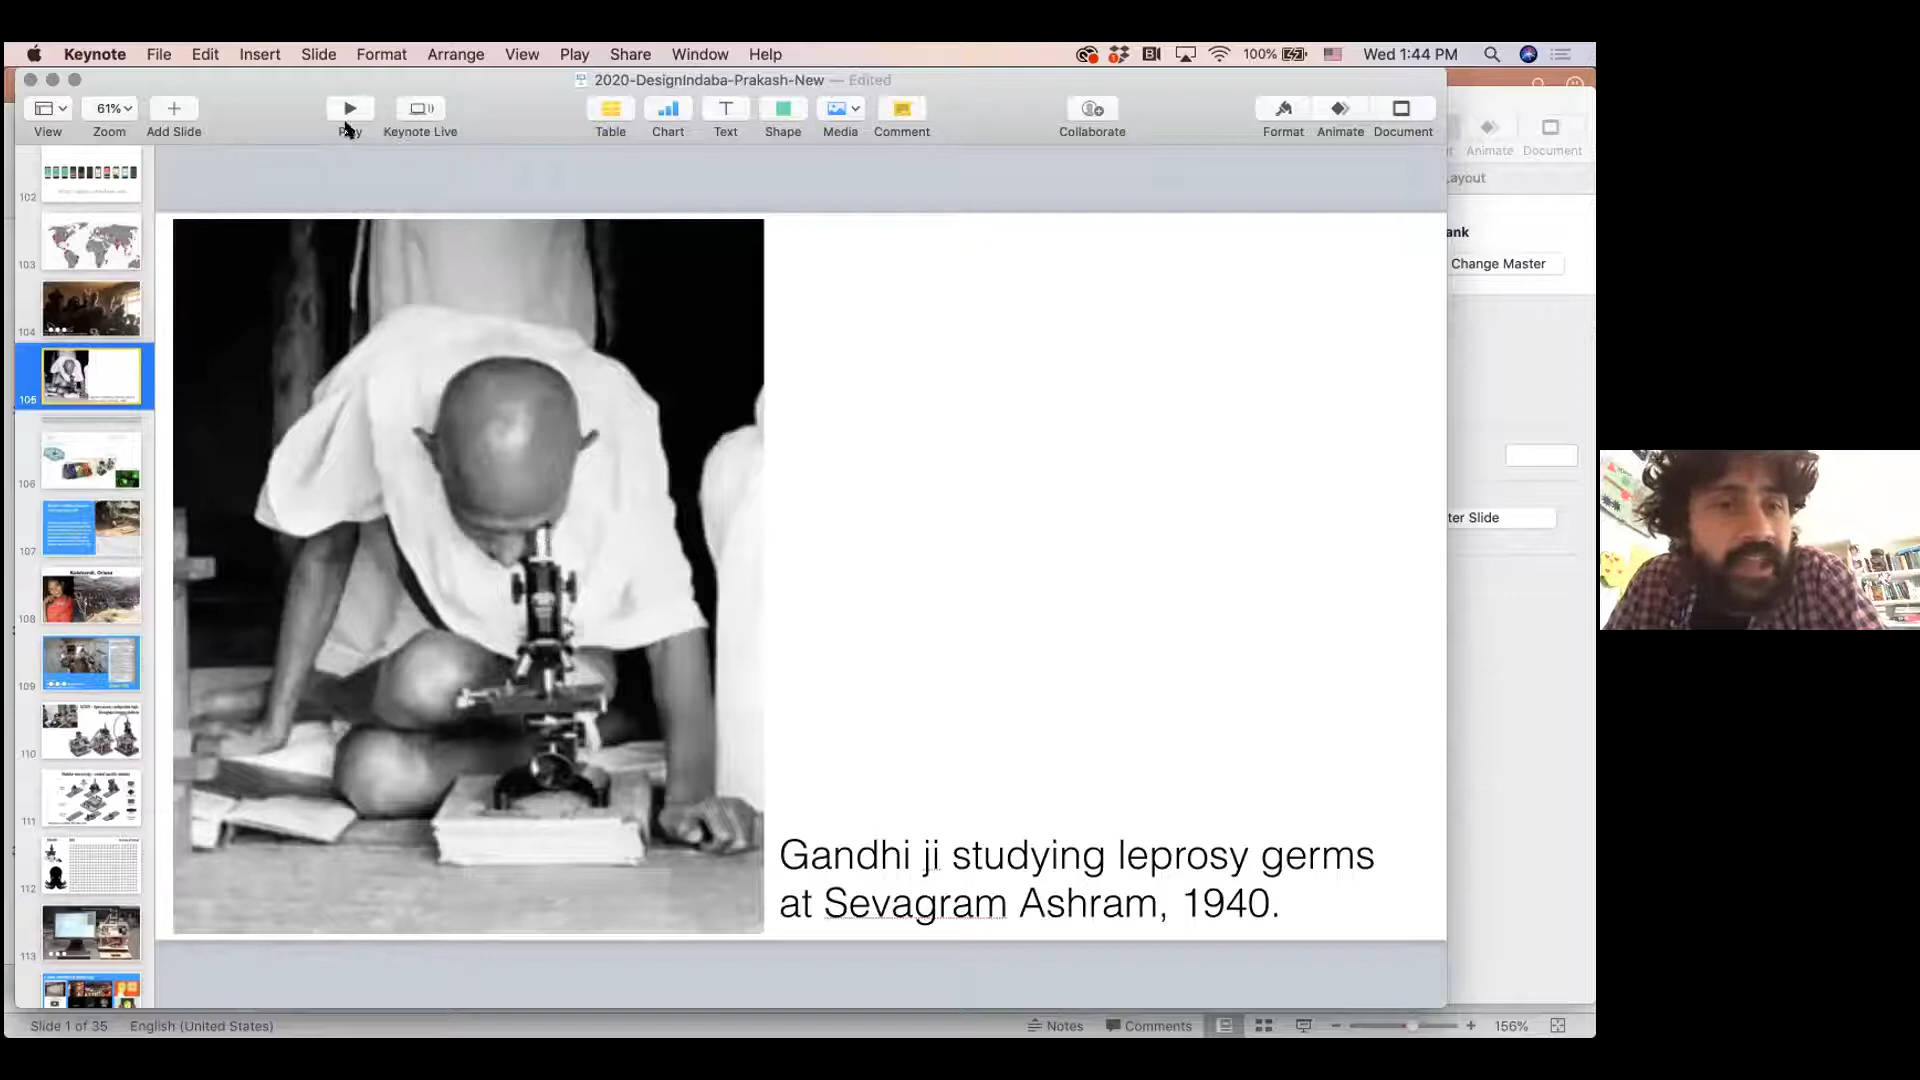 Keynote File Edit Insert Slide Format Arrange View Play Share Window Help
100% Wed 1:44 PM
2020-DesignIndaba-Prakash-New — Edited
61%
View Zoom Add Slide Keynote Live Table Chart Text Shape Media Comment Collaborate Format Animate Document
Animate Document
ayout
ank
Change Master
ter Slide
102
103
104
105
106
107
Kalahandi, Orissa
108
109
110
111
112
113
Gandhi ji studying leprosy germs
at Sevagram Ashram, 1940.
Slide 1 of 35 English (United States) Notes Comments 156%